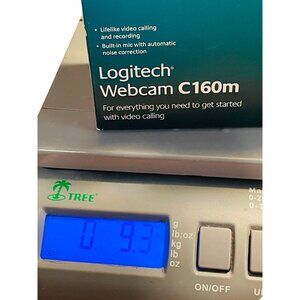 • Lifelike video calling
and recording
• Built-in mic with automatic
noise correction
Logitech®
Webcam C160m
For everything you need to get started
with video calling
TREE
0 9.3
g
lb:oz
kg
lb
oz
ON/OFF